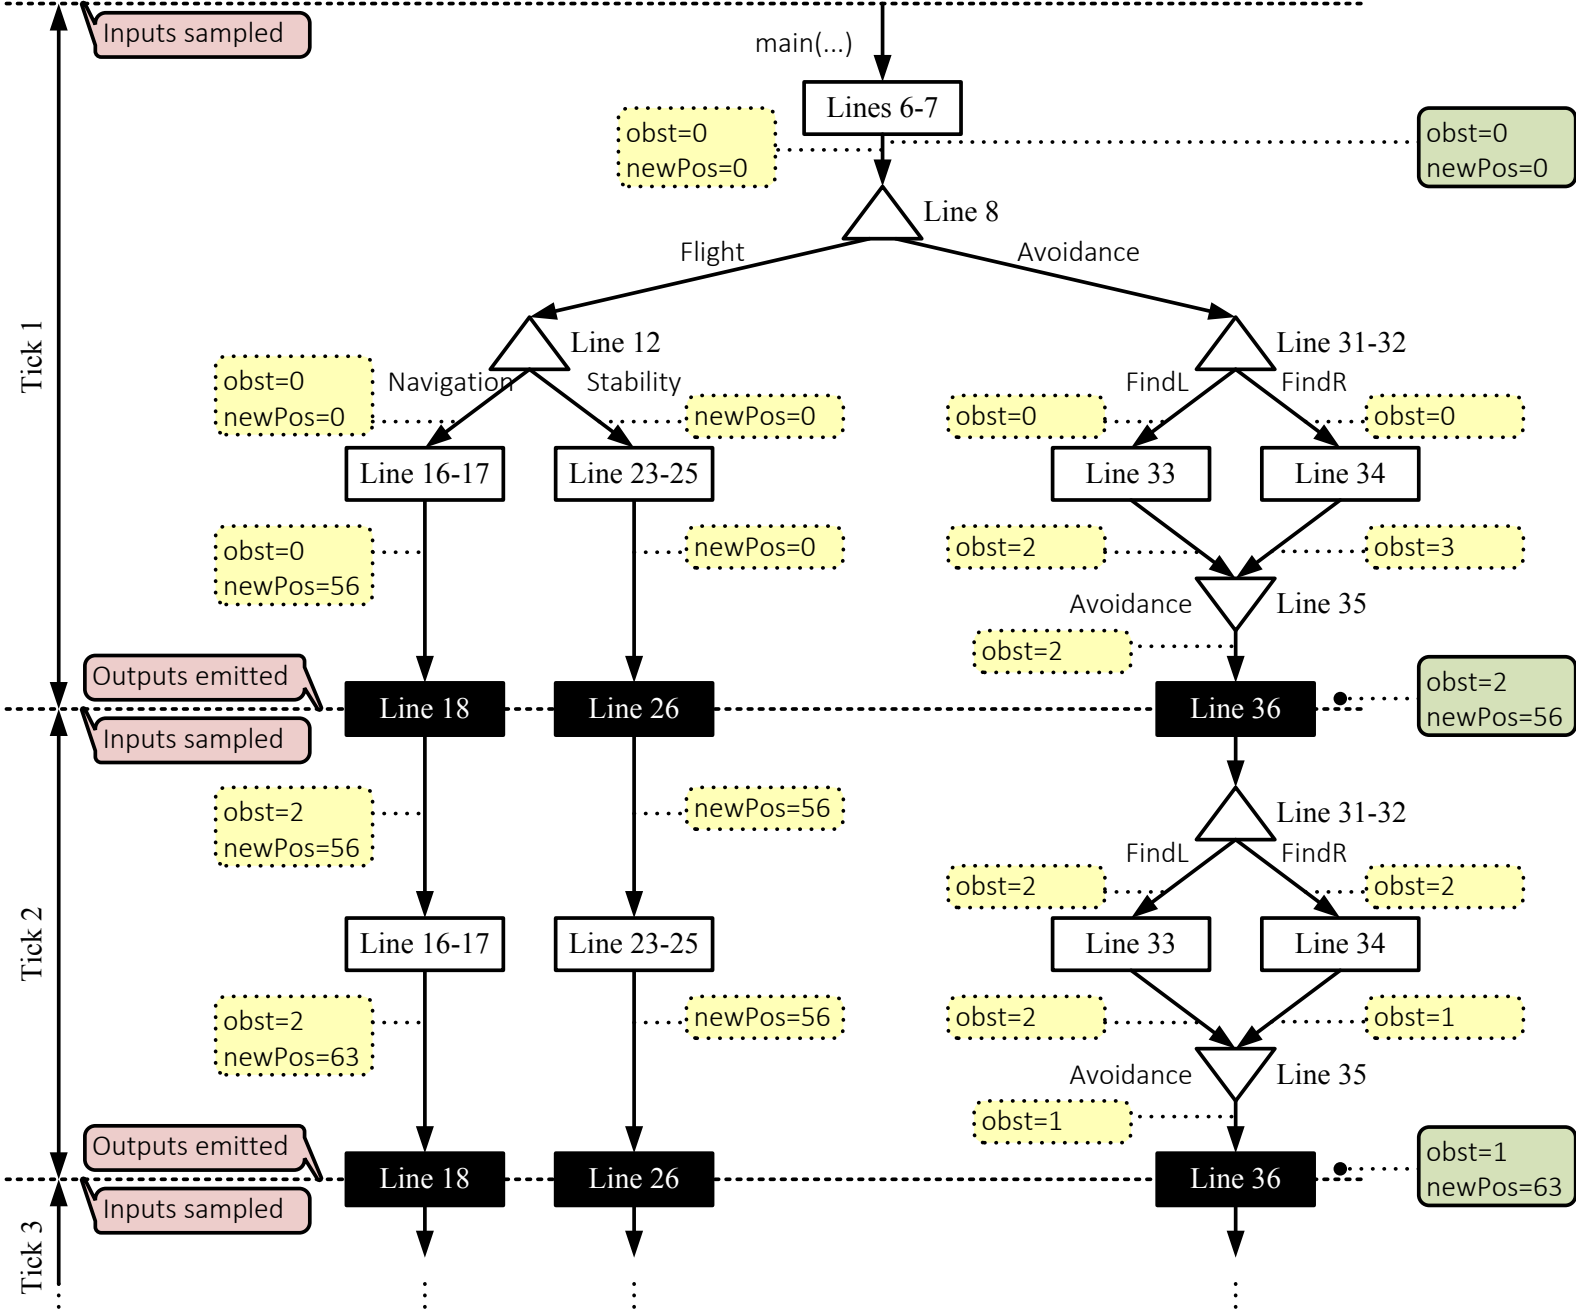 Inputs sampled
main(...)
Lines 6-7
obst=0
newPos=0
obst=0
newPos=0
Line 8
Flight
Avoidance
Tick 1
Line 12
Line 31-32
obst=0
newPos=0
Navigation
Stability
newPos=0
FindL
FindR
obst=0
obst=0
Line 16-17
Line 23-25
Line 33
Line 34
obst=0
newPos=56
newPos=0
obst=2
obst=3
Avoidance
Line 35
obst=2
Outputs emitted
Line 18
Line 26
Line 36
obst=2
newPos=56
Inputs sampled
obst=2
newPos=56
newPos=56
Line 31-32
FindL
FindR
obst=2
obst=2
Tick 2
Line 16-17
Line 23-25
Line 33
Line 34
obst=2
newPos=63
newPos=56
obst=2
obst=1
Avoidance
Line 35
obst=1
Outputs emitted
Line 18
Line 26
Line 36
obst=1
newPos=63
Inputs sampled
Tick 3